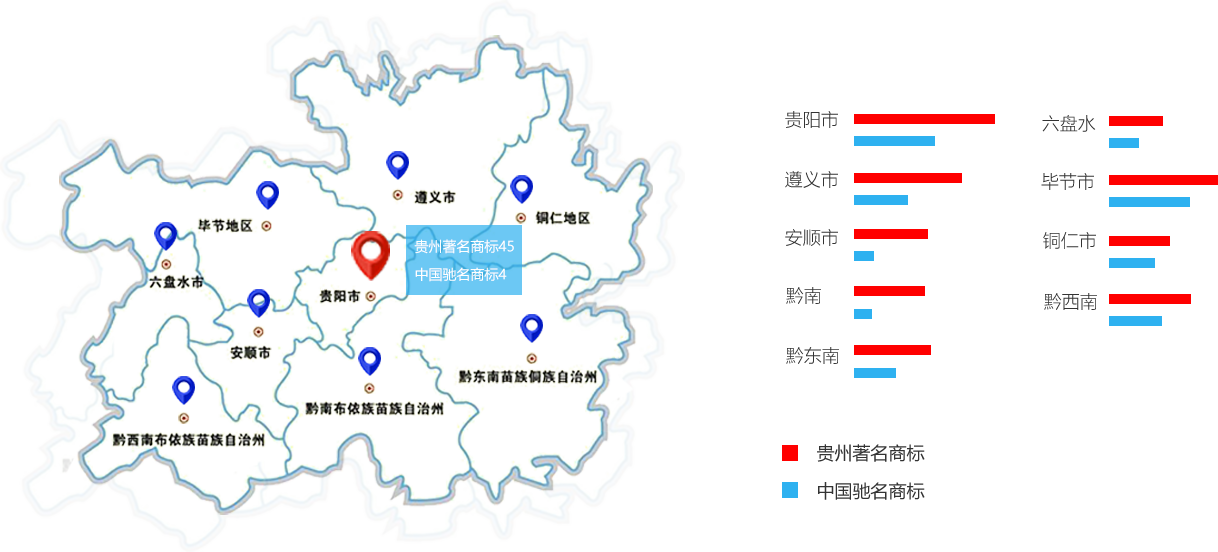 遵义市
毕节地区
铜仁地区
贵州著名商标45
中国驰名商标4
六盘水市
贵阳市
安顺市
黔东南苗族侗族自治州
黔南布依族苗族自治州
黔西南布依族苗族自治州
贵阳市
遵义市
安顺市
黔南
黔东南
六盘水
毕节市
铜仁市
黔西南
贵州著名商标
中国驰名商标